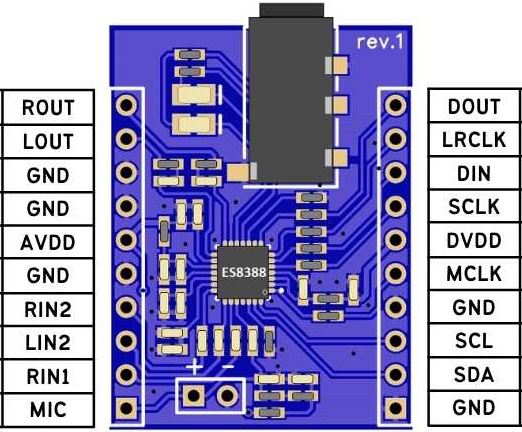 rev.1
ROUT
LOUT
GND
GND
AVDD
GND
RIN2
LIN2
RIN1
MIC
ES8388
+ -
DOUT
LRCLK
DIN
SCLK
DVDD
MCLK
GND
SCL
SDA
GND